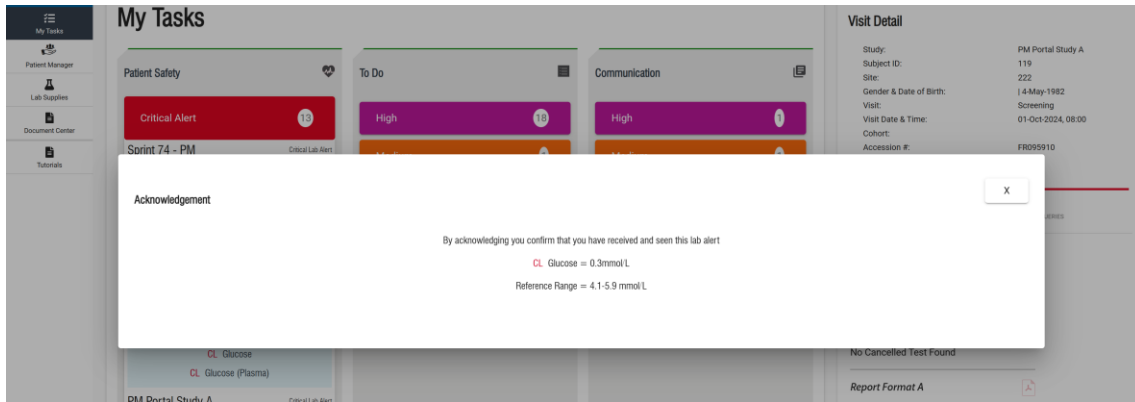 My Tasks
Patient Manager
Lab Supplies
Document Center
Tutorials
My Tasks
Patient Safety
Critical Alert 13
Sprint 74 - PM Critical Lab Alert
To Do
High 18
Communication
High 1
Acknowledgement
X
By acknowledging you confirm that you have received and seen this lab alert
CL Glucose = 0.3mmol/L
Reference Range = 4.1-5.9 mmol/L
CL Glucose
CL Glucose (Plasma)
PM Portal Study A Critical Lab Alert
Visit Detail
Study: PM Portal Study A
Subject ID: 119
Site: 222
Gender & Date of Birth: | 4-May-1982
Visit: Screening
Visit Date & Time: 01-Oct-2024, 08:00
Cohort:
Accession #: FR095910
No Cancelled Test Found
Report Format A